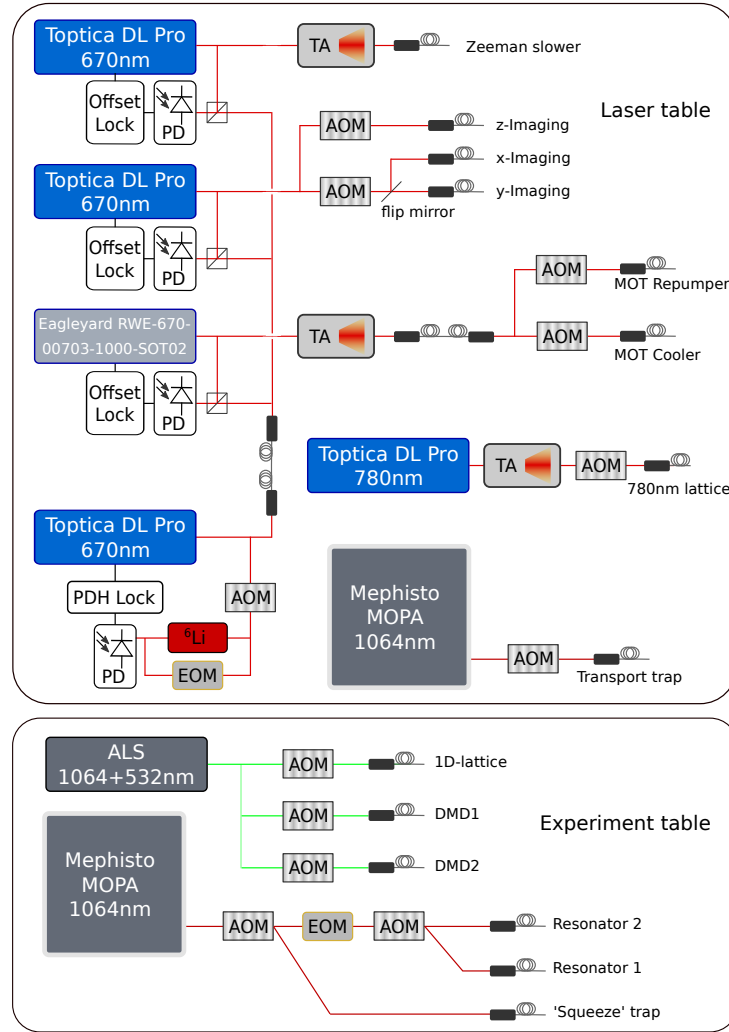 Toptica DL Pro
670nm
TA
Zeeman slower
Offset
Lock
PD
Laser table
AOM
z-Imaging
x-Imaging
Toptica DL Pro
670nm
AOM
y-Imaging
flip mirror
Offset
Lock
PD
AOM
MOT Repumper
Eagleyard RWE-670-
00703-1000-SOT02
TA
AOM
MOT Cooler
Offset
Lock
PD
Toptica DL Pro
780nm
TA
AOM
780nm lattice
Toptica DL Pro
670nm
PDH Lock
AOM
⁶Li
PD
EOM
Mephisto
MOPA
1064nm
AOM
Transport trap
ALS
1064+532nm
AOM
1D-lattice
AOM
DMD1
Experiment table
AOM
DMD2
Mephisto
MOPA
1064nm
AOM
EOM
AOM
Resonator 2
Resonator 1
'Squeeze' trap